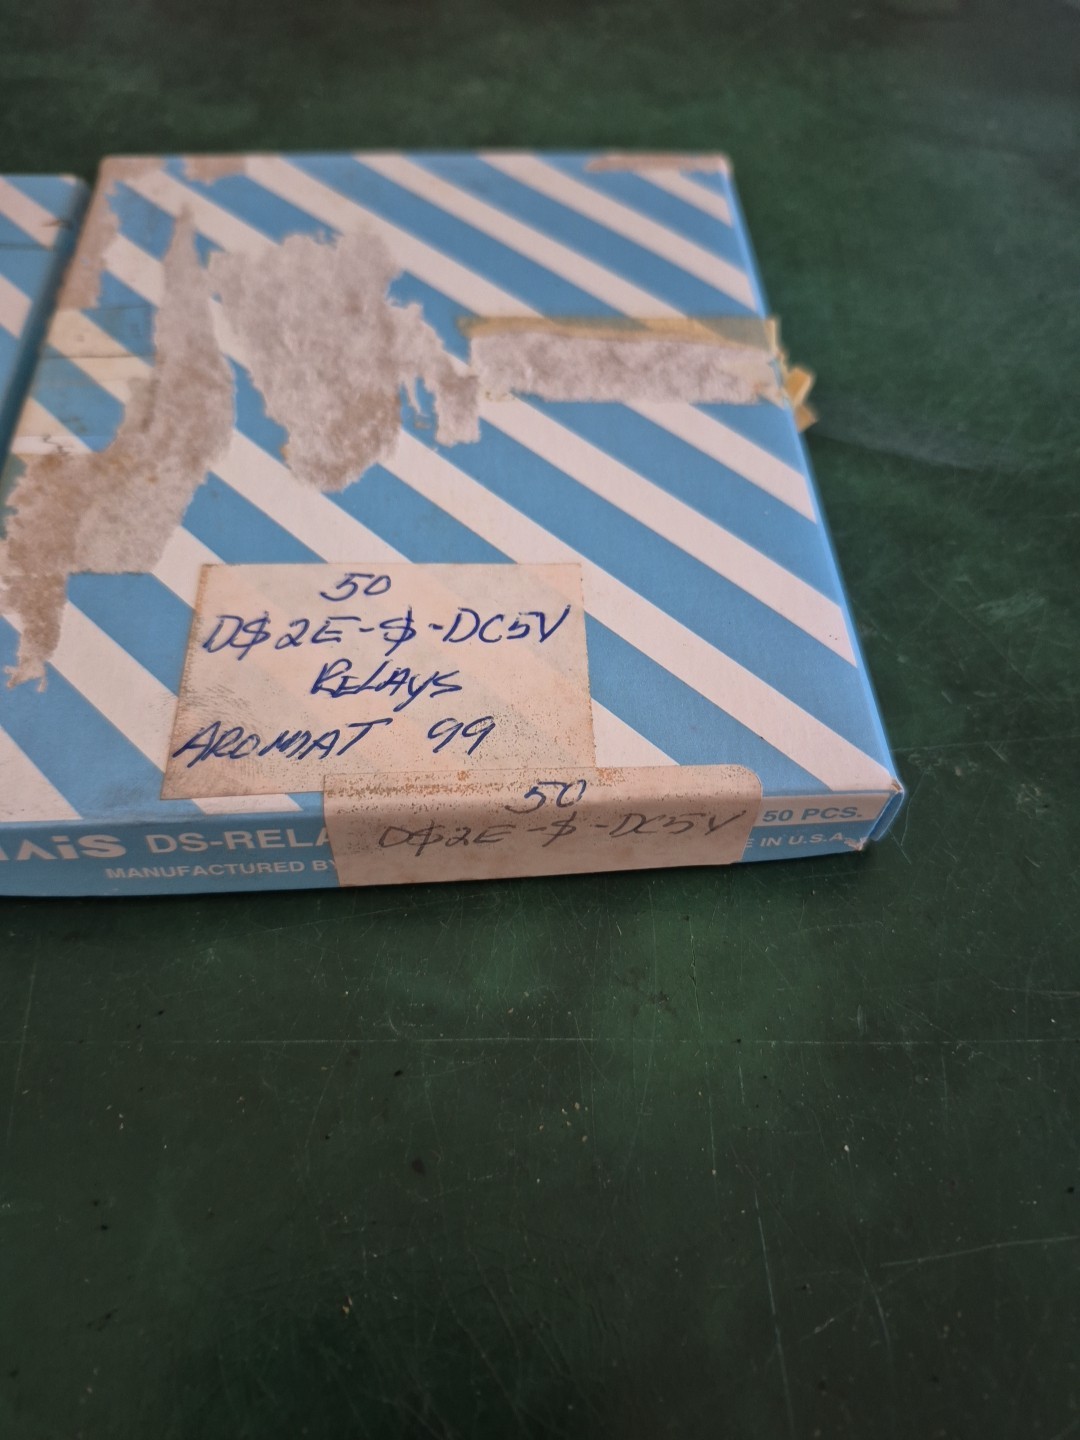 50
D$2E-$-DC5V
RELAYS
AROMAT 99
50
D$2E-$-DC5V
DS-RELA
50 PCS.
MANUFACTURED BY
E IN U.S.A.